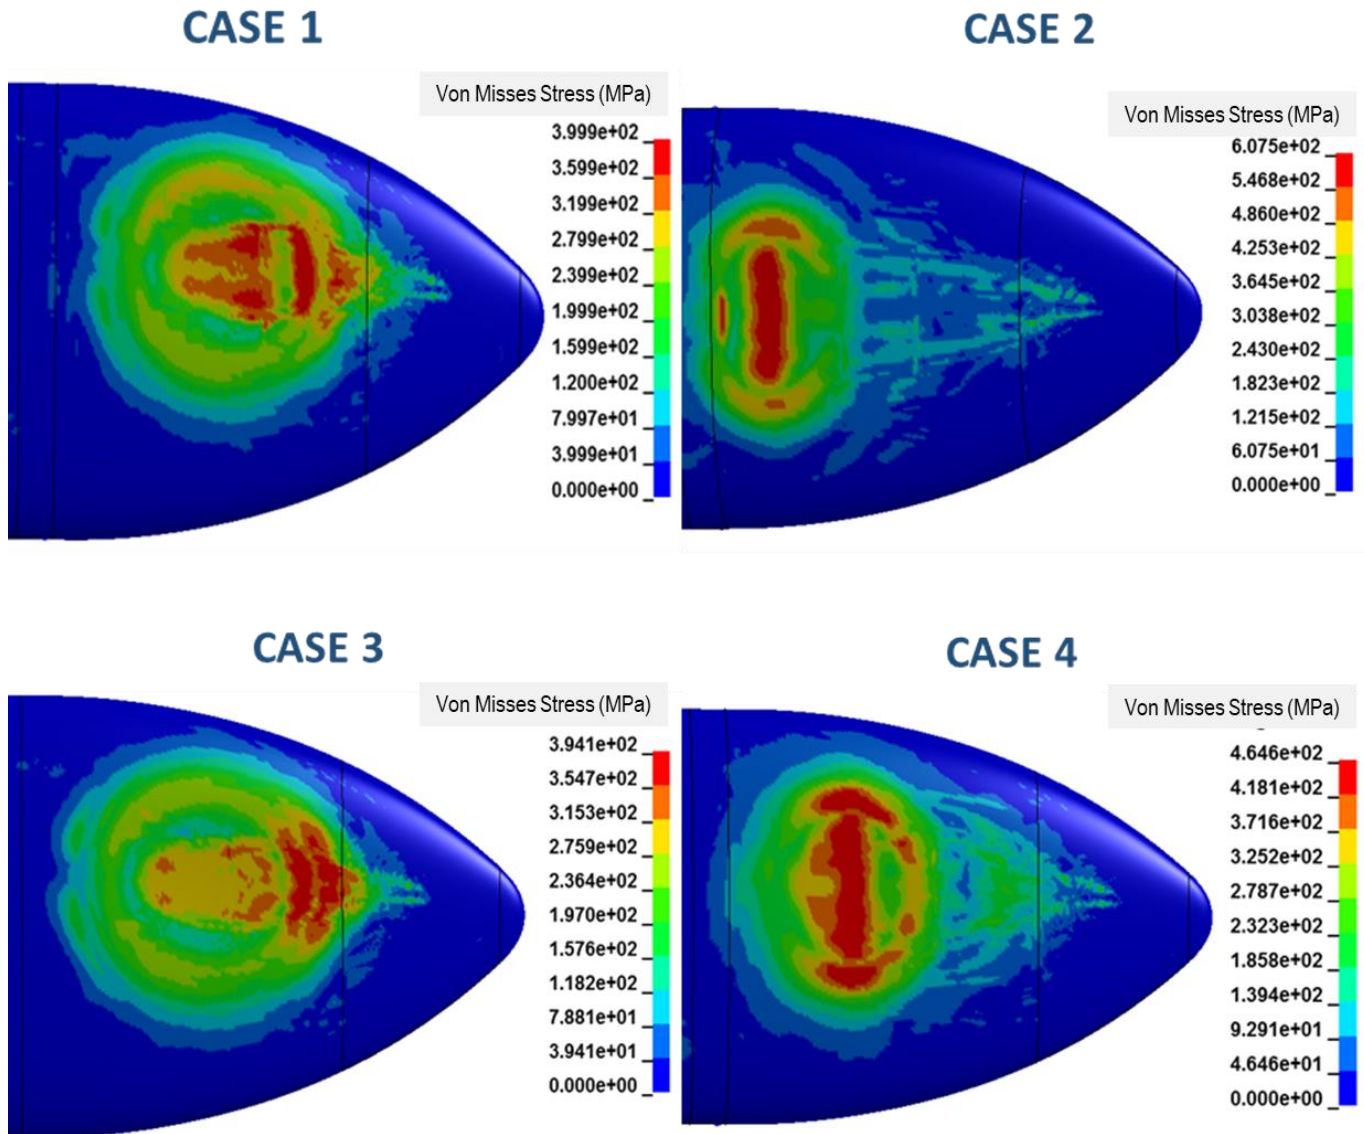 CASE 1
Von Misses Stress (MPa)
3.999e+02
3.599e+02
3.199e+02
2.799e+02
2.399e+02
1.999e+02
1.599e+02
1.200e+02
7.997e+01
3.999e+01
0.000e+00
CASE 2
Von Misses Stress (MPa)
6.075e+02
5.468e+02
4.860e+02
4.253e+02
3.645e+02
3.038e+02
2.430e+02
1.823e+02
1.215e+02
6.075e+01
0.000e+00
CASE 3
Von Misses Stress (MPa)
3.941e+02
3.547e+02
3.153e+02
2.759e+02
2.364e+02
1.970e+02
1.576e+02
1.182e+02
7.881e+01
3.941e+01
0.000e+00
CASE 4
Von Misses Stress (MPa)
4.646e+02
4.181e+02
3.716e+02
3.252e+02
2.787e+02
2.323e+02
1.858e+02
1.394e+02
9.291e+01
4.646e+01
0.000e+00